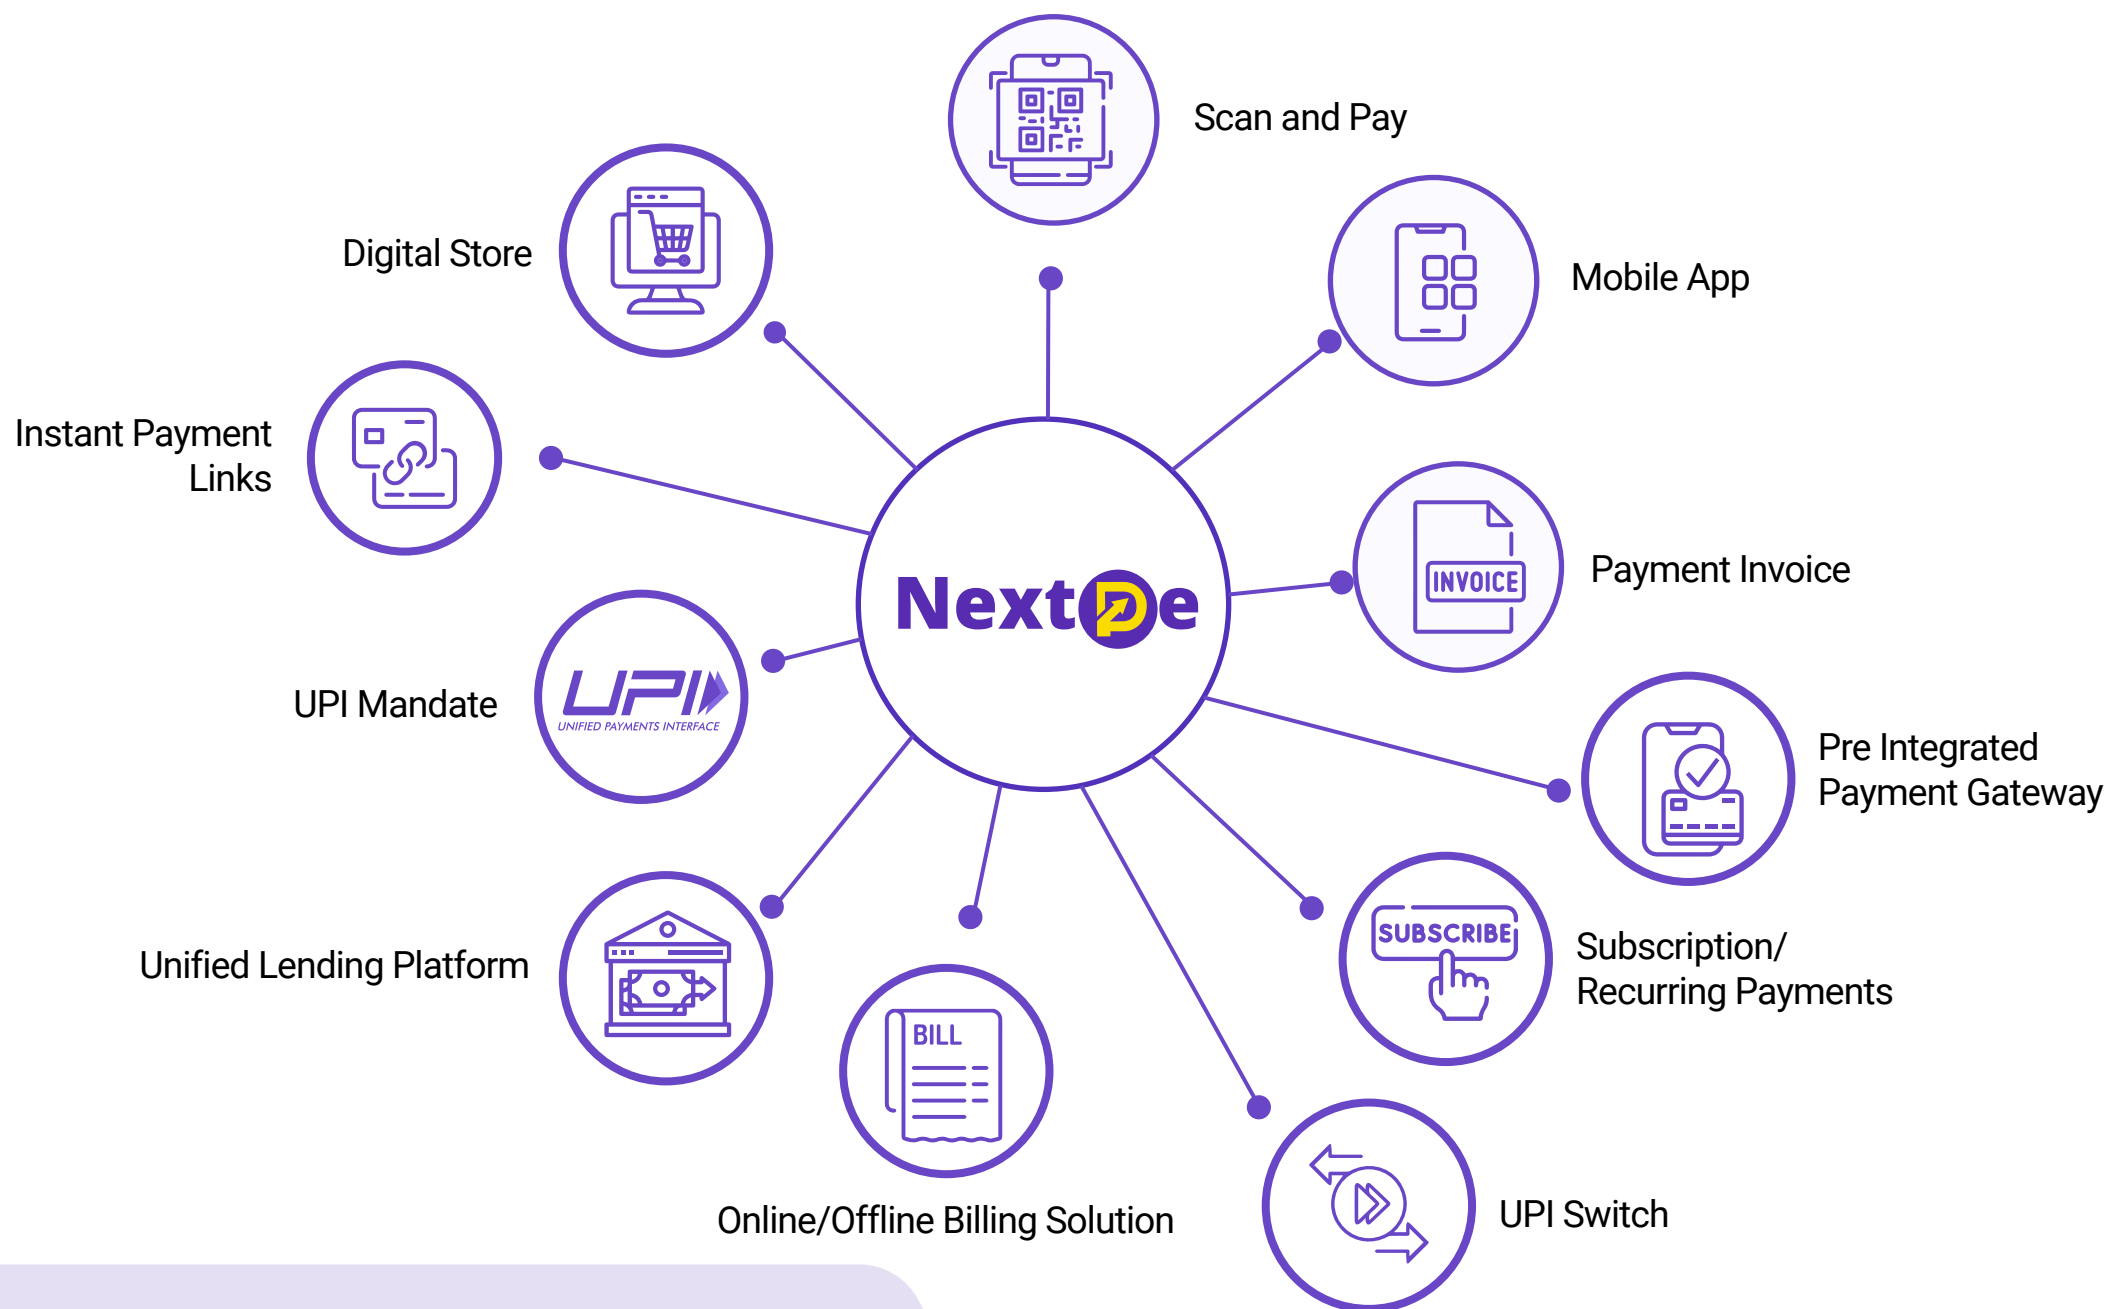 Scan and Pay
Digital Store
Mobile App
Instant Payment
Links
INVOICE
Payment Invoice
NextPe
UPI
UNIFIED PAYMENTS INTERFACE
UPI Mandate
Pre Integrated
Payment Gateway
SUBSCRIBE
Subscription/
Recurring Payments
Unified Lending Platform
BILL
Online/Offline Billing Solution
UPI Switch